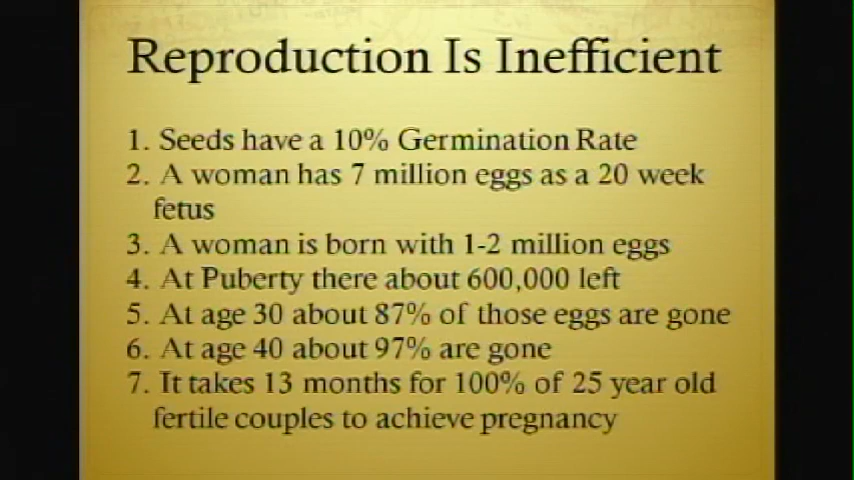 Reproduction Is Inefficient
1. Seeds have a 10% Germination Rate
2. A woman has 7 million eggs as a 20 week
fetus
3. A woman is born with 1-2 million eggs
4. At Puberty there about 600,000 left
5. At age 30 about 87% of those eggs are gone
6. At age 40 about 97% are gone
7. It takes 13 months for 100% of 25 year old
fertile couples to achieve pregnancy